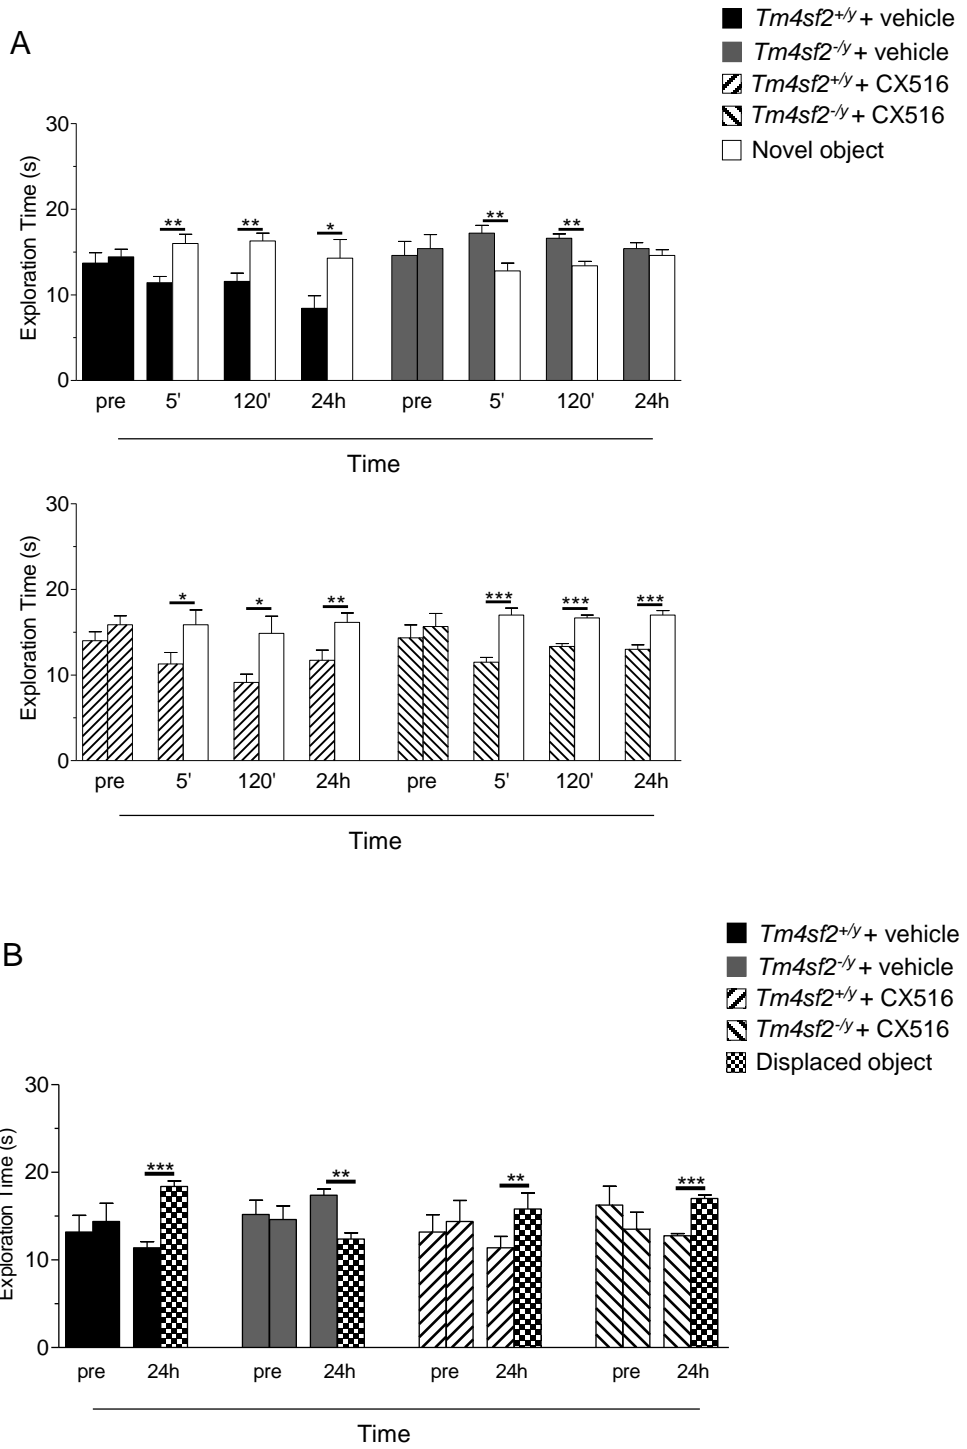 A
Tm4sf2+/y + vehicle
Tm4sf2-/y + vehicle
Tm4sf2+/y + CX516
Tm4sf2-/y + CX516
Novel object
Exploration Time (s)
30
20
10
0
** ** * ** **
pre 5' 120' 24h pre 5' 120' 24h
Time
Exploration Time (s)
30
20
10
0
* * ** *** *** ***
pre 5' 120' 24h pre 5' 120' 24h
Time
B
Tm4sf2+/y + vehicle
Tm4sf2-/y + vehicle
Tm4sf2+/y + CX516
Tm4sf2-/y + CX516
Displaced object
Exploration Time (s)
30
20
10
0
*** ** ** ***
pre 24h pre 24h pre 24h pre 24h
Time